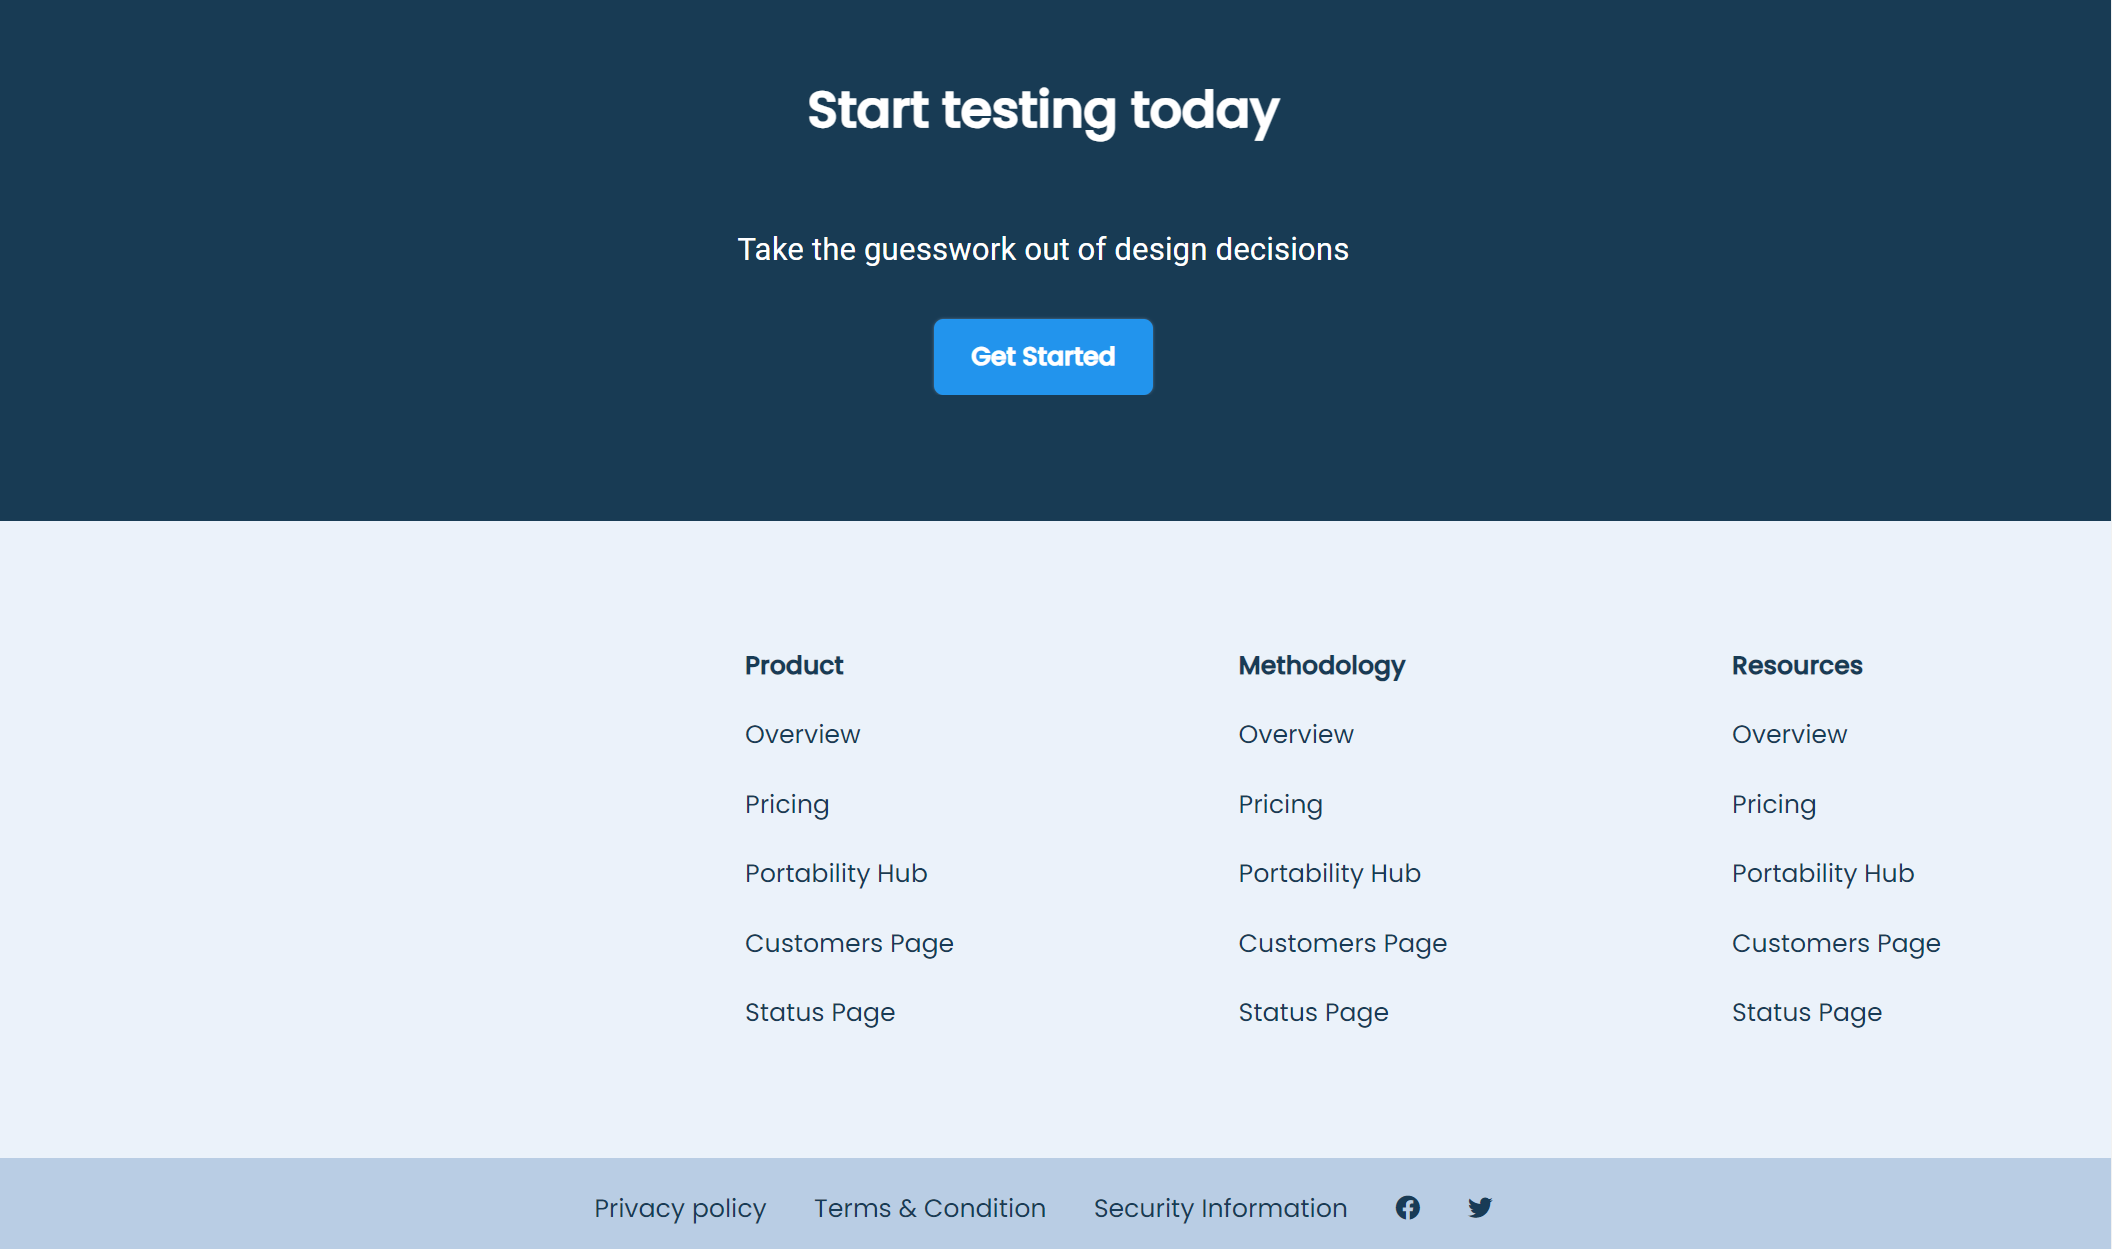 Start testing today
Take the guesswork out of design decisions
Get Started
Product
Overview
Pricing
Portability Hub
Customers Page
Status Page
Methodology
Overview
Pricing
Portability Hub
Customers Page
Status Page
Resources
Overview
Pricing
Portability Hub
Customers Page
Status Page
Privacy policy Terms & Condition Security Information